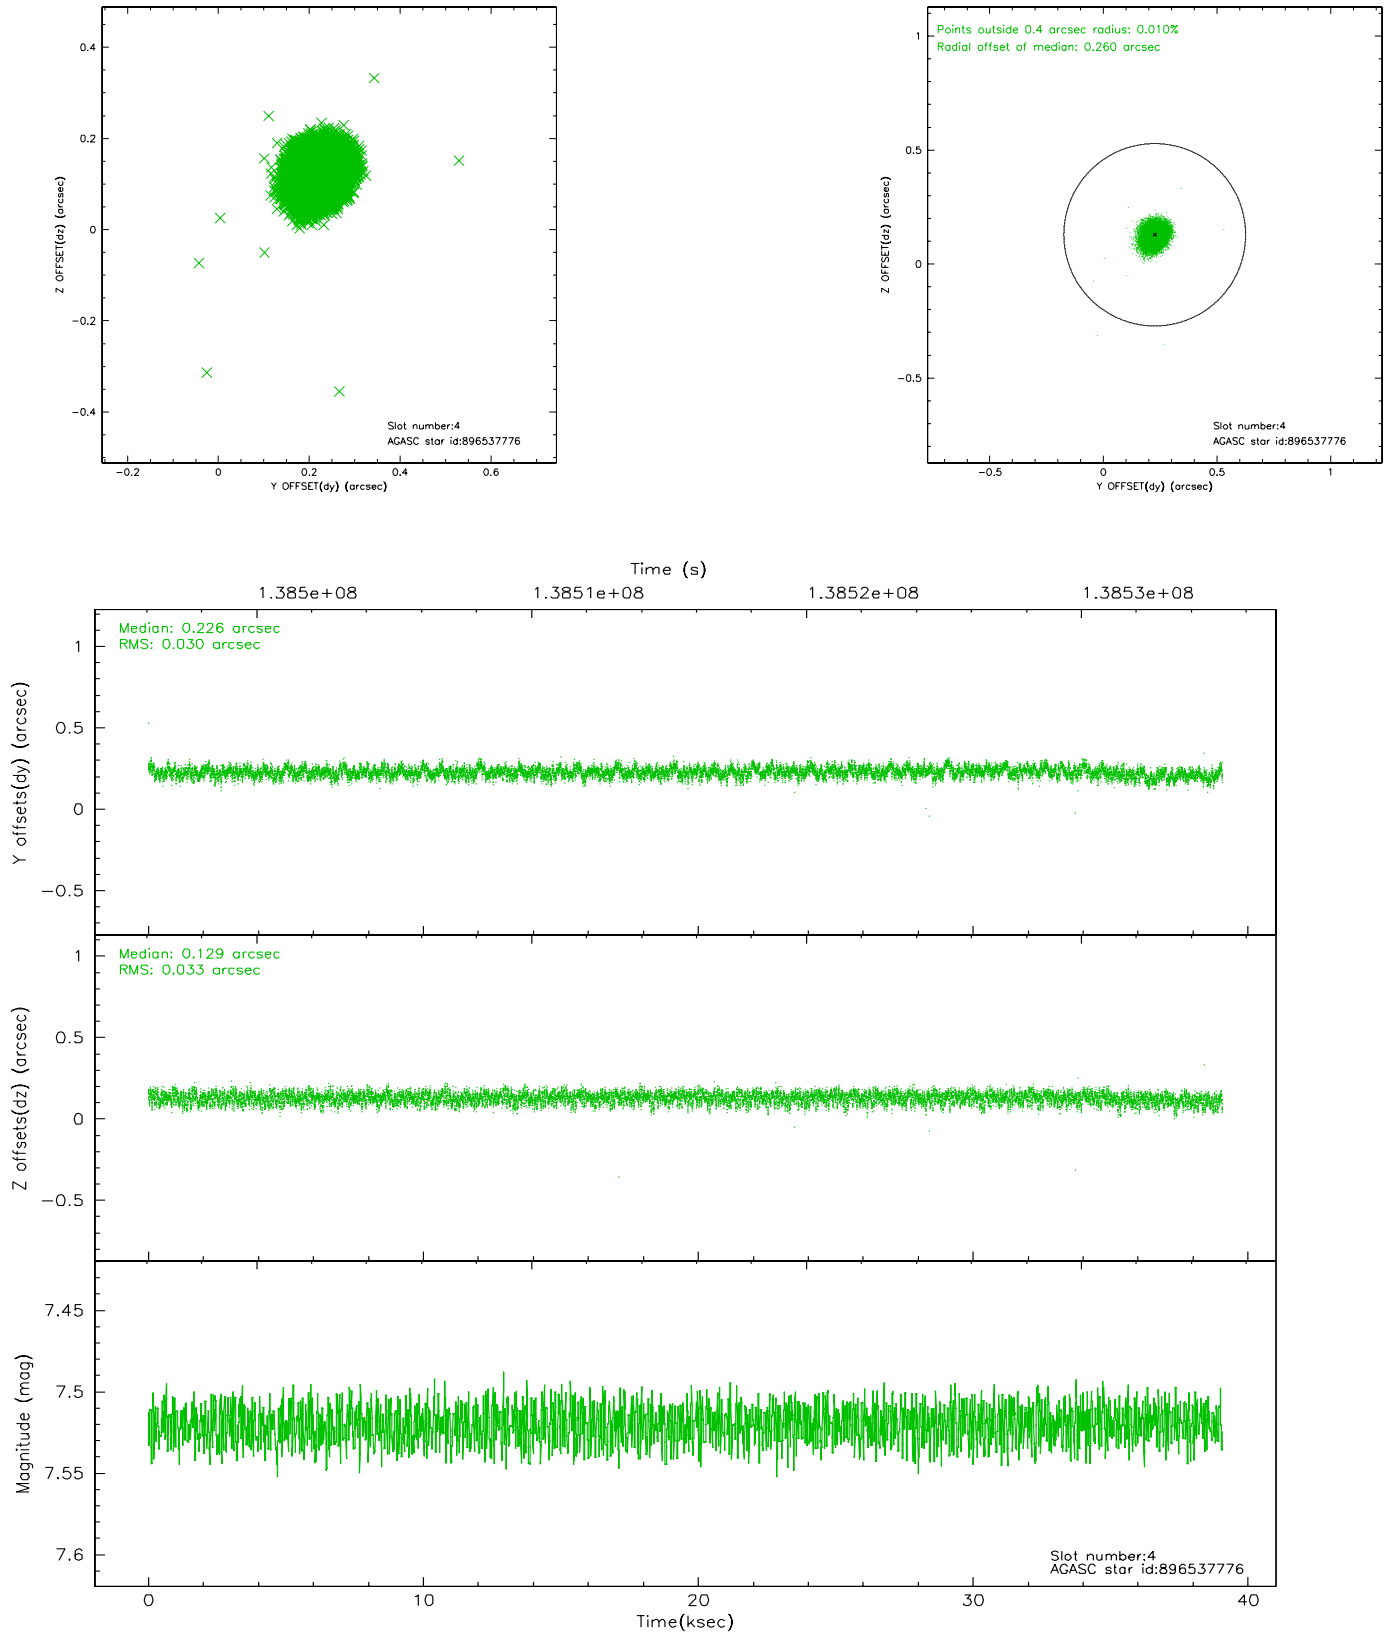 0.4
0.2
0
−0.2
−0.4
Z OFFSET(dz) (arcsec)
Slot number:4
AGASC star id:896537776
−0.2 0 0.2 0.4 0.6
Y OFFSET(dy) (arcsec)
Points outside 0.4 arcsec radius: 0.010%
Radial offset of median: 0.260 arcsec
1
0.5
0
−0.5
Z OFFSET(dz) (arcsec)
Slot number:4
AGASC star id:896537776
−0.5 0 0.5 1
Y OFFSET(dy) (arcsec)
Time (s)
1.385e+08 1.3851e+08 1.3852e+08 1.3853e+08
Median: 0.226 arcsec
RMS: 0.030 arcsec
1
0.5
0
−0.5
Y offsets(dy) (arcsec)
Median: 0.129 arcsec
RMS: 0.033 arcsec
1
0.5
0
−0.5
Z offsets(dz) (arcsec)
7.45
7.5
7.55
7.6
Magnitude (mag)
Slot number:4
AGASC star id:896537776
0 10 20 30 40
Time(ksec)